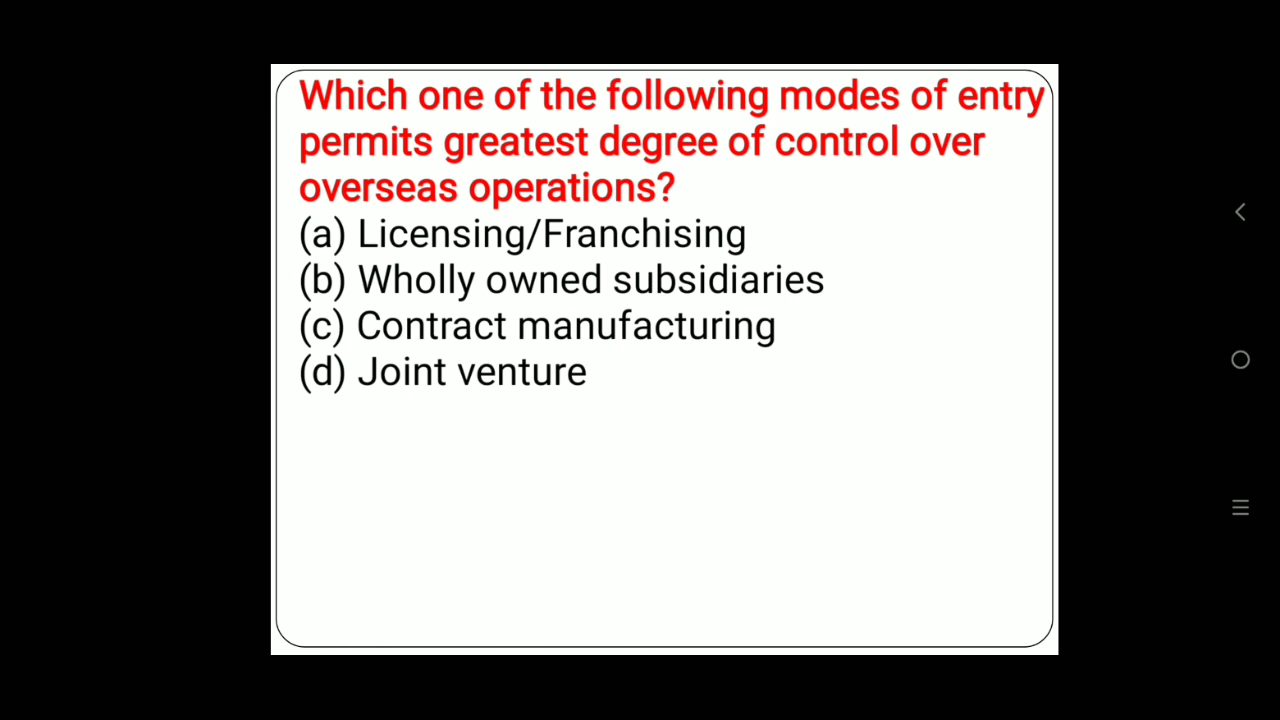 Which one of the following modes of entry
permits greatest degree of control over
overseas operations?
(a) Licensing/Franchising
(b) Wholly owned subsidiaries
(c) Contract manufacturing
(d) Joint venture